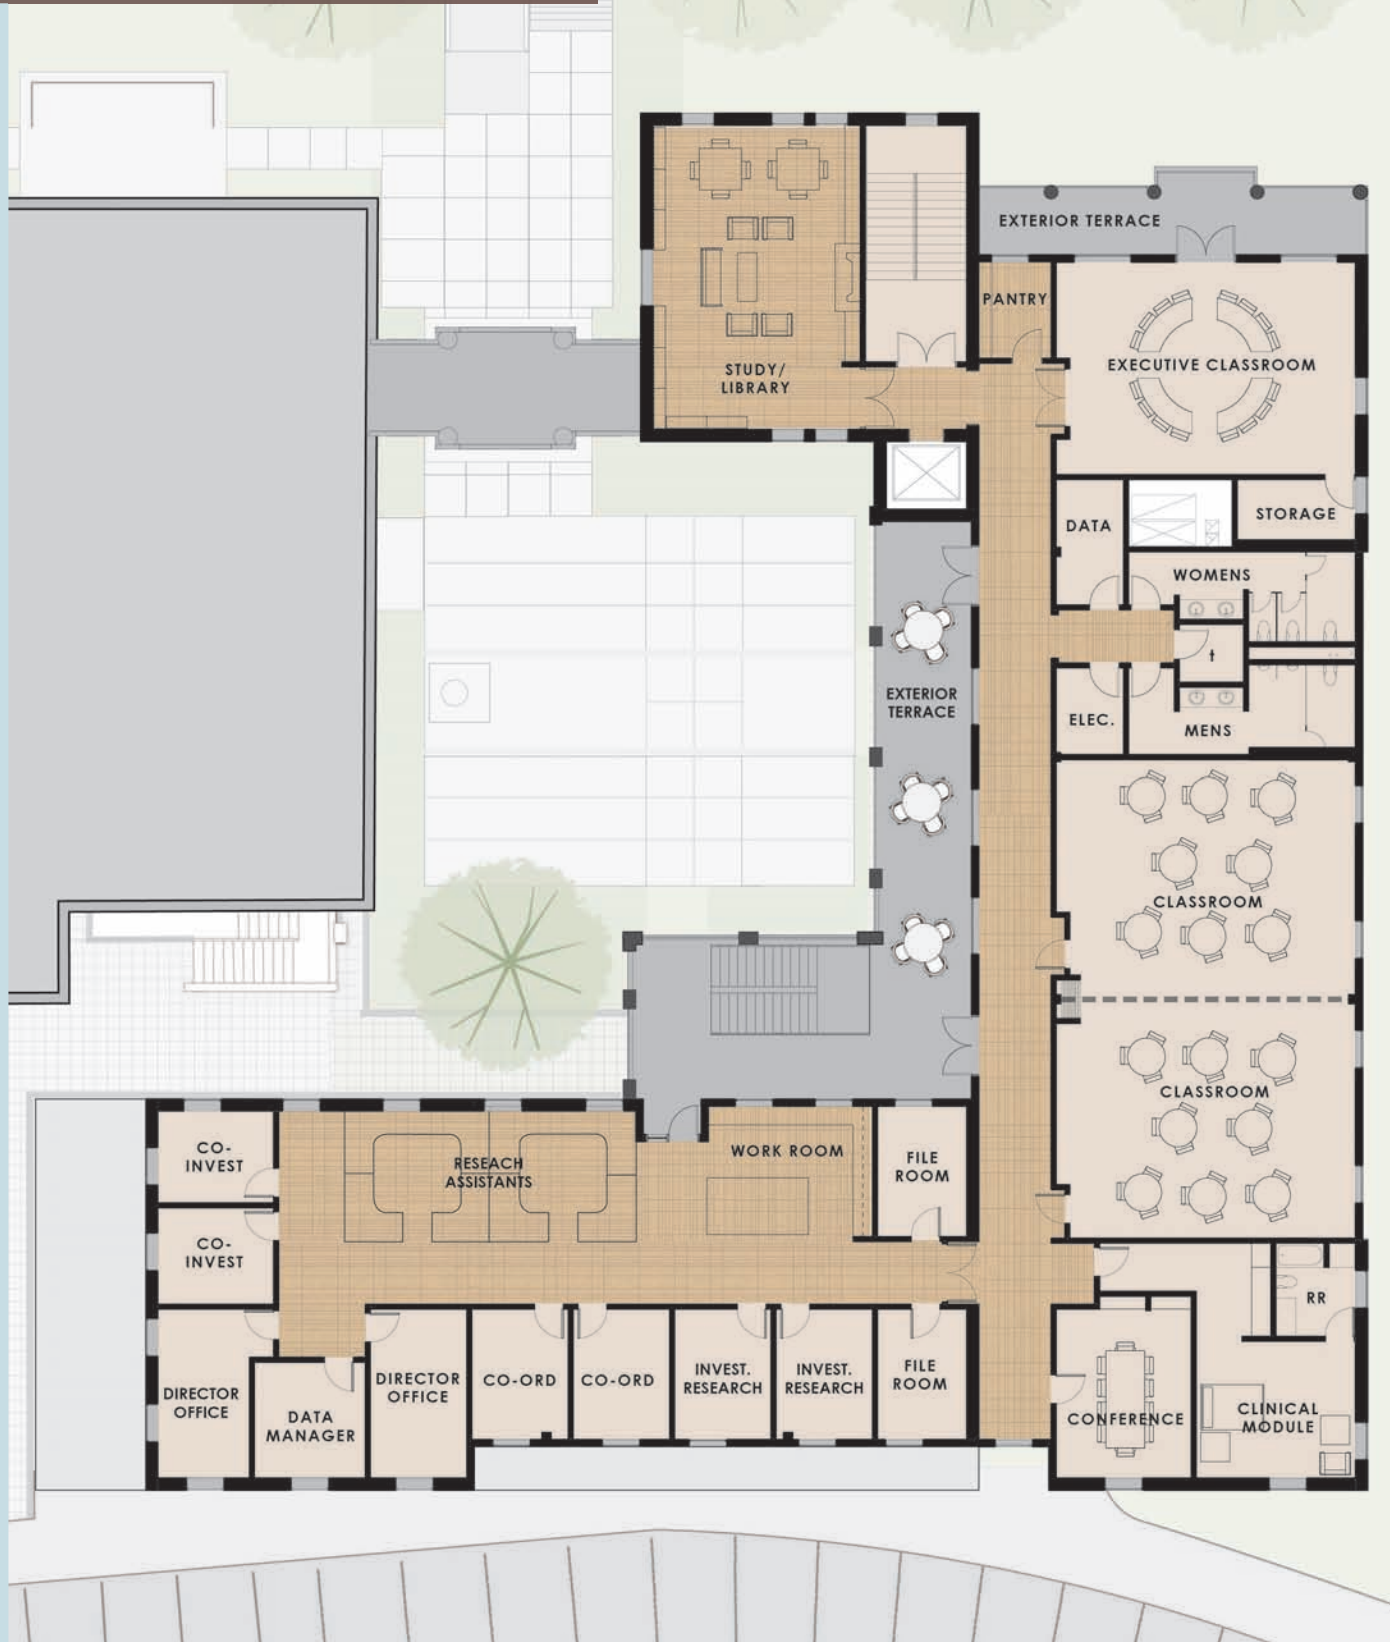 EXTERIOR TERRACE
PANTRY
EXECUTIVE CLASSROOM
STUDY/
LIBRARY
DATA
STORAGE
WOMENS
t
EXTERIOR
TERRACE
ELEC.
MENS
CLASSROOM
CLASSROOM
CO-
INVEST
RESEACH
ASSISTANTS
WORK ROOM
FILE
ROOM
CO-
INVEST
RR
DIRECTOR
OFFICE
DATA
MANAGER
DIRECTOR
OFFICE
CO-ORD
CO-ORD
INVEST.
RESEARCH
INVEST.
RESEARCH
FILE
ROOM
CONFERENCE
CLINICAL
MODULE